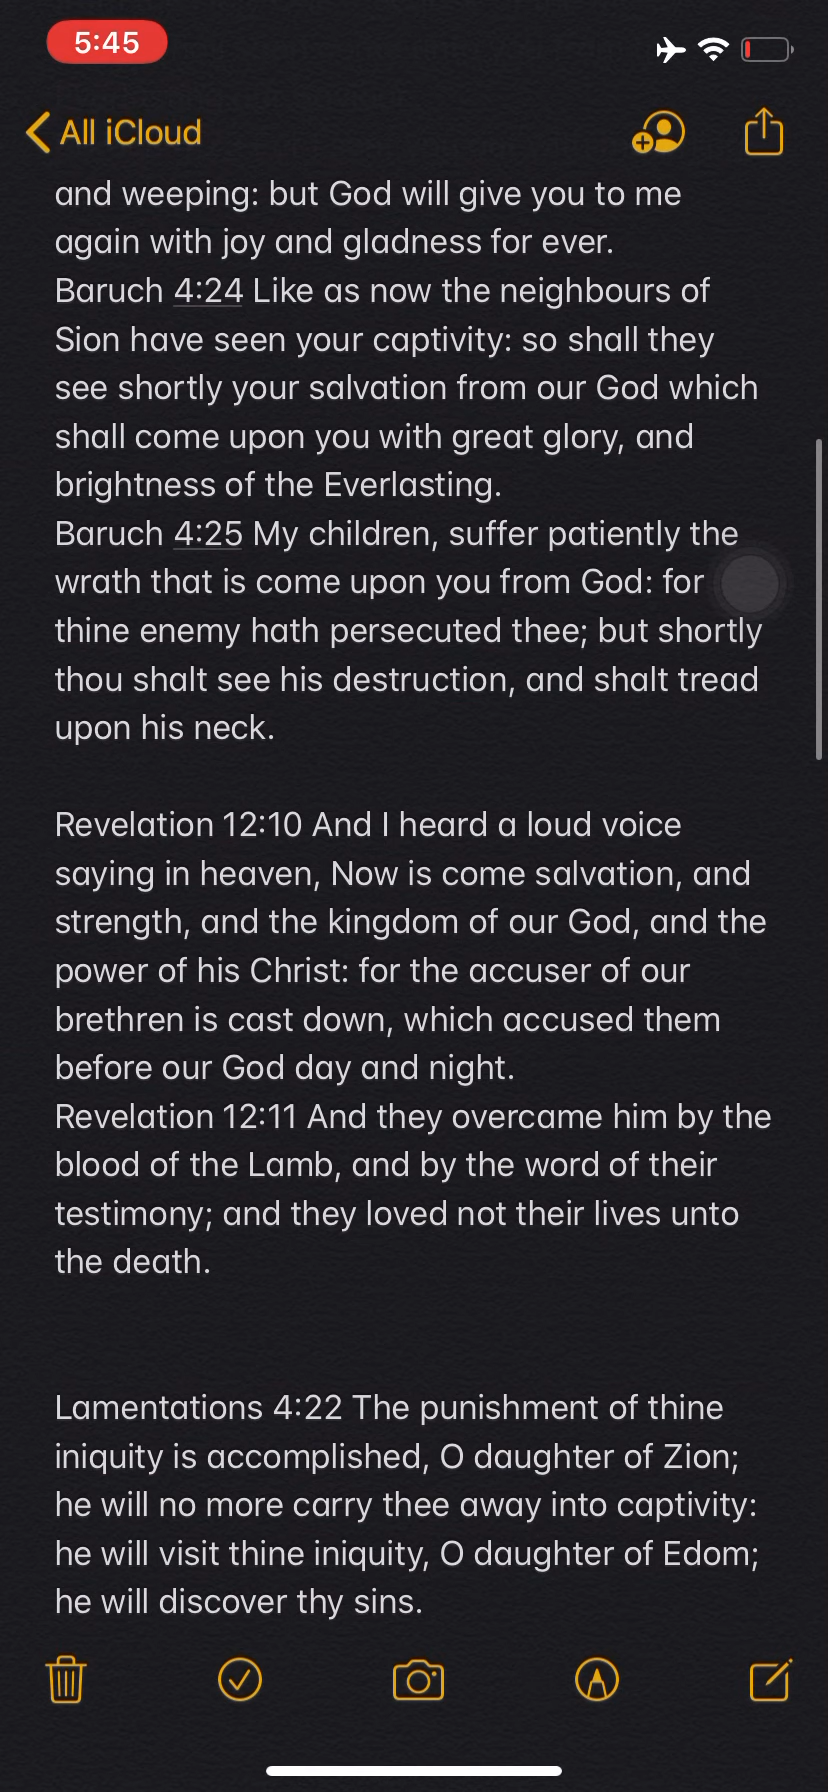 5:45
All iCloud
and weeping: but God will give you to me
again with joy and gladness for ever.
Baruch 4:24 Like as now the neighbours of
Sion have seen your captivity: so shall they
see shortly your salvation from our God which
shall come upon you with great glory, and
brightness of the Everlasting.
Baruch 4:25 My children, suffer patiently the
wrath that is come upon you from God: for
thine enemy hath persecuted thee; but shortly
thou shalt see his destruction, and shalt tread
upon his neck.
Revelation 12:10 And I heard a loud voice
saying in heaven, Now is come salvation, and
strength, and the kingdom of our God, and the
power of his Christ: for the accuser of our
brethren is cast down, which accused them
before our God day and night.
Revelation 12:11 And they overcame him by the
blood of the Lamb, and by the word of their
testimony; and they loved not their lives unto
the death.
Lamentations 4:22 The punishment of thine
iniquity is accomplished, O daughter of Zion;
he will no more carry thee away into captivity:
he will visit thine iniquity, O daughter of Edom;
he will discover thy sins.